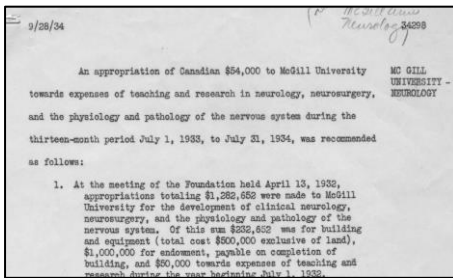 McGill Univ
Neurology
9/28/34 34298
An appropriation of Canadian $54,000 to McGill University
MC GILL
UNIVERSITY -
NEUROLOGY
towards expenses of teaching and research in neurology, neurosurgery,
and the physiology and pathology of the nervous system during the
thirteen-month period July 1, 1933, to July 31, 1934, was recommended
as follows:
1. At the meeting of the Foundation held April 13, 1932,
appropriations totaling $1,282,652 were made to McGill
University for the development of clinical neurology,
neurosurgery, and the physiology and pathology of the
nervous system. Of this sum $232,652 was for building
and equipment (total cost $500,000 exclusive of land),
$1,000,000 for endowment, payable on completion of
building, and $50,000 towards expenses of teaching and
research during the year beginning July 1, 1932.